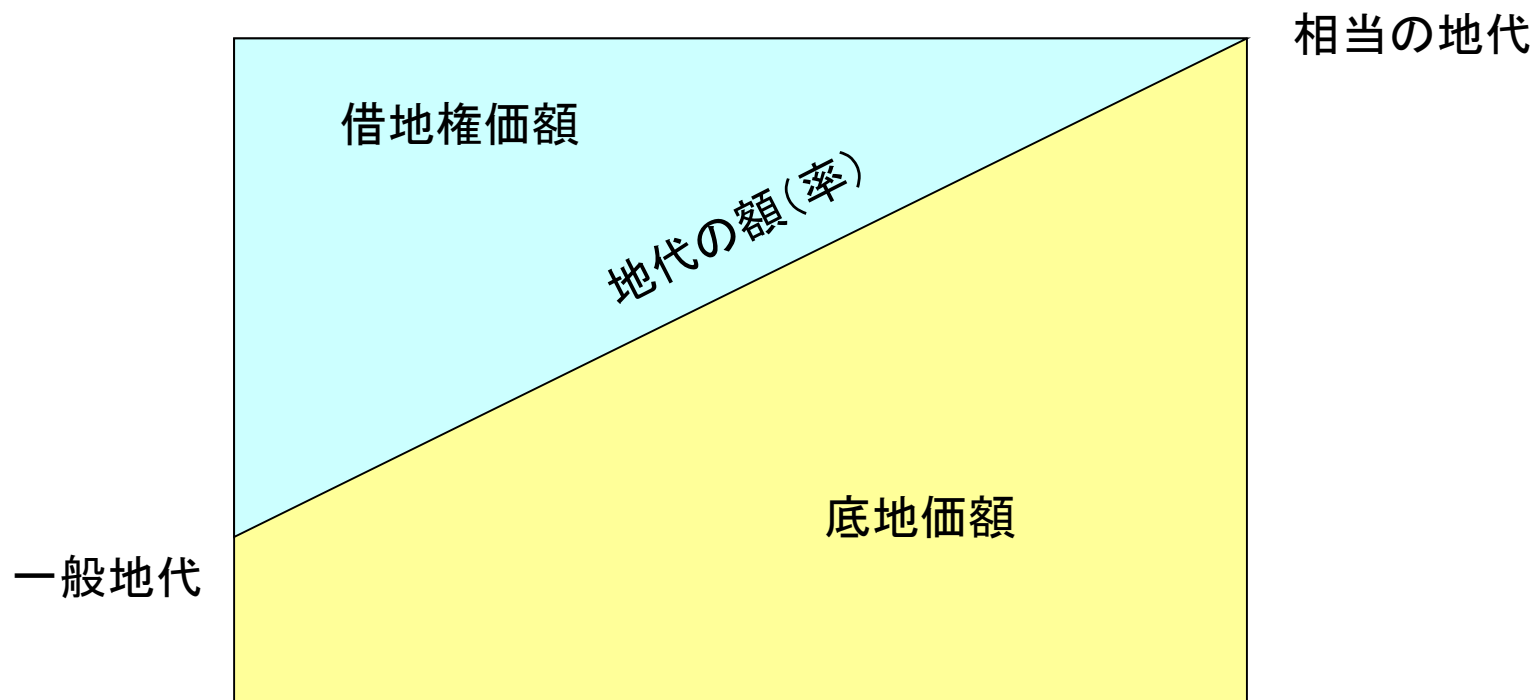 相当の地代
借地権価額
地代の額(率)
底地価額
一般地代